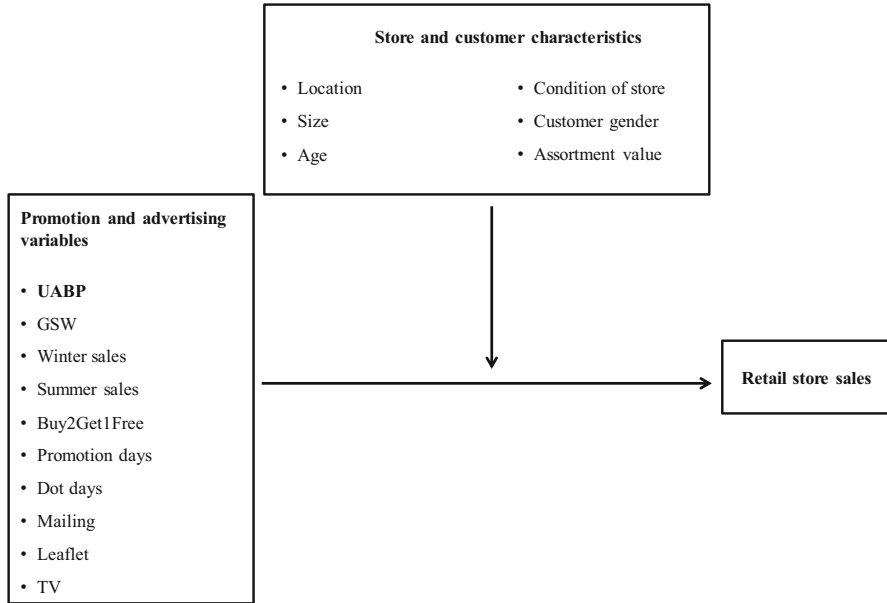 Store and customer characteristics
• Location
• Size
• Age
• Condition of store
• Customer gender
• Assortment value
Promotion and advertising
variables
• UABP
• GSW
• Winter sales
• Summer sales
• Buy2Get1Free
• Promotion days
• Dot days
• Mailing
• Leaflet
• TV
Retail store sales